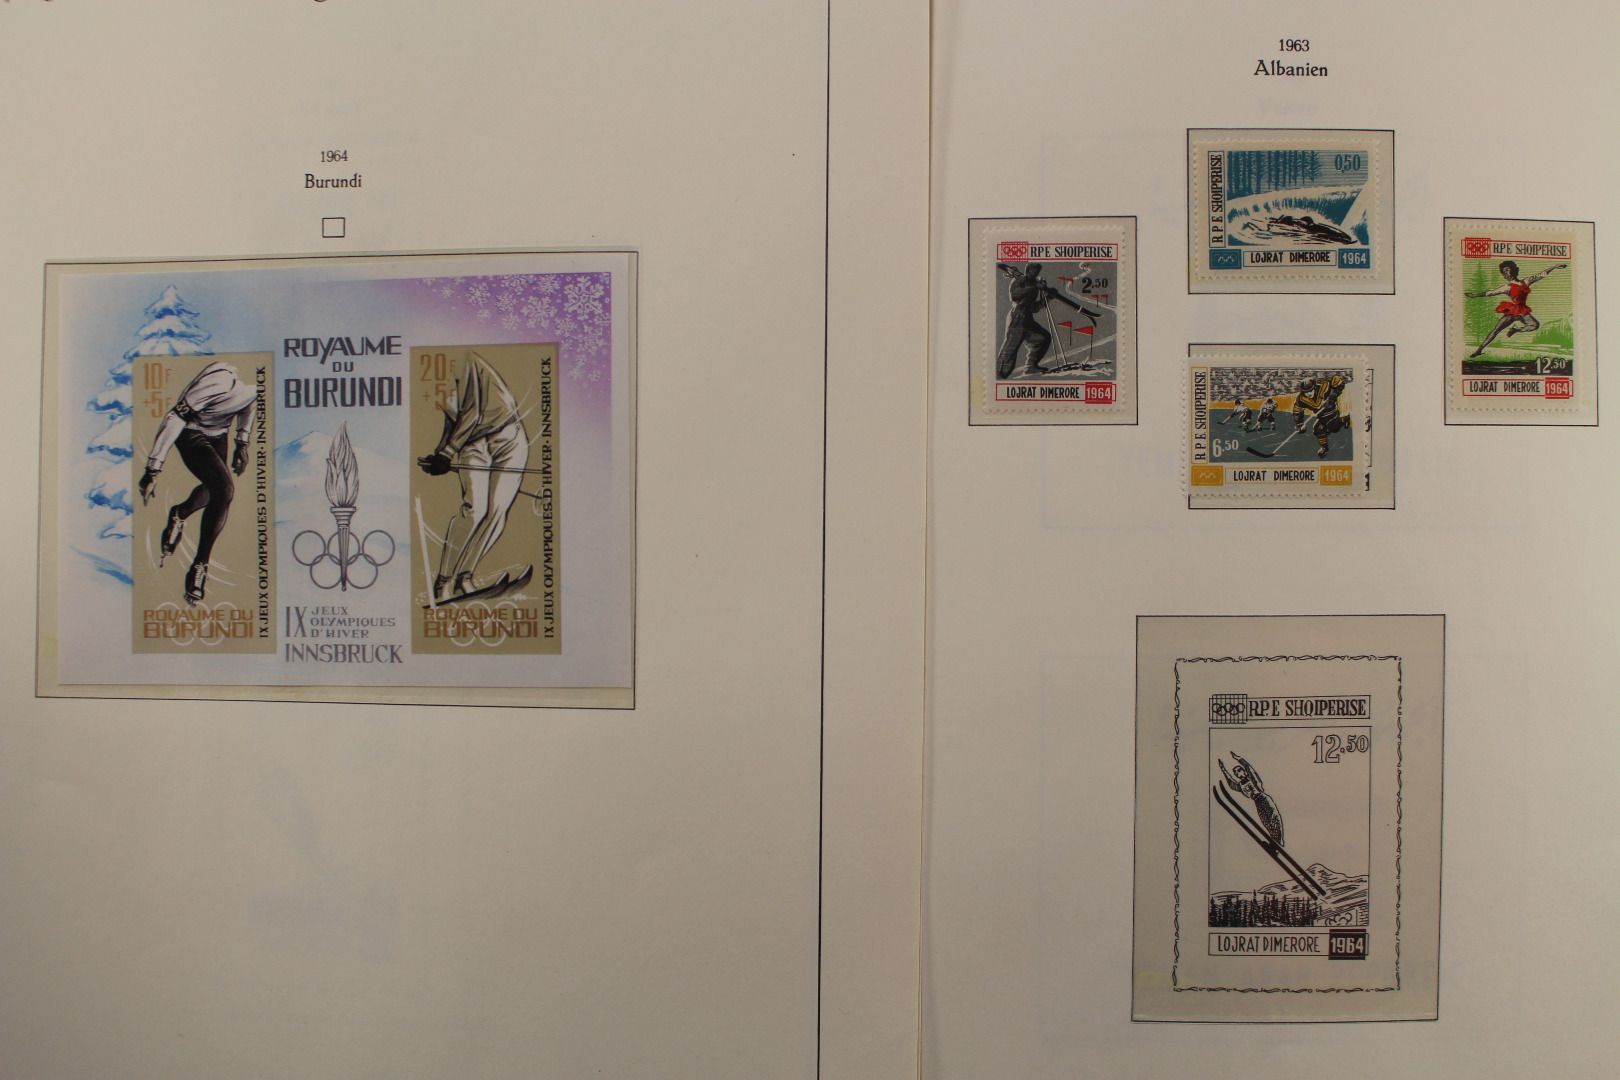 1964
Burundi
ROYAUME
DU
BURUNDI
10F
+5F
IX JEUX OLYMPIQUES D'HIVER · INNSBRUCK
ROYAUME DU
BURUNDI
20F
+5F
IX JEUX OLYMPIQUES D'HIVER · INNSBRUCK
ROYAUME DU
BURUNDI
IX JEUX
OLYMPIQUES
D'HIVER
INNSBRUCK
1963
Albanien
R P E SHQIPERISE
0,50
LOJRAT DIMERORE 1964
RPE SHQIPERISE
2,50
LOJRAT DIMERORE 1964
RPE SHQIPERISE
12.50
LOJRAT DIMERORE 1964
R P E SHQIPERISE
6,50
LOJRAT DIMERORE 1964
R.P.E SHQIPERISE
12.50
LOJRAT DIMERORE 1964